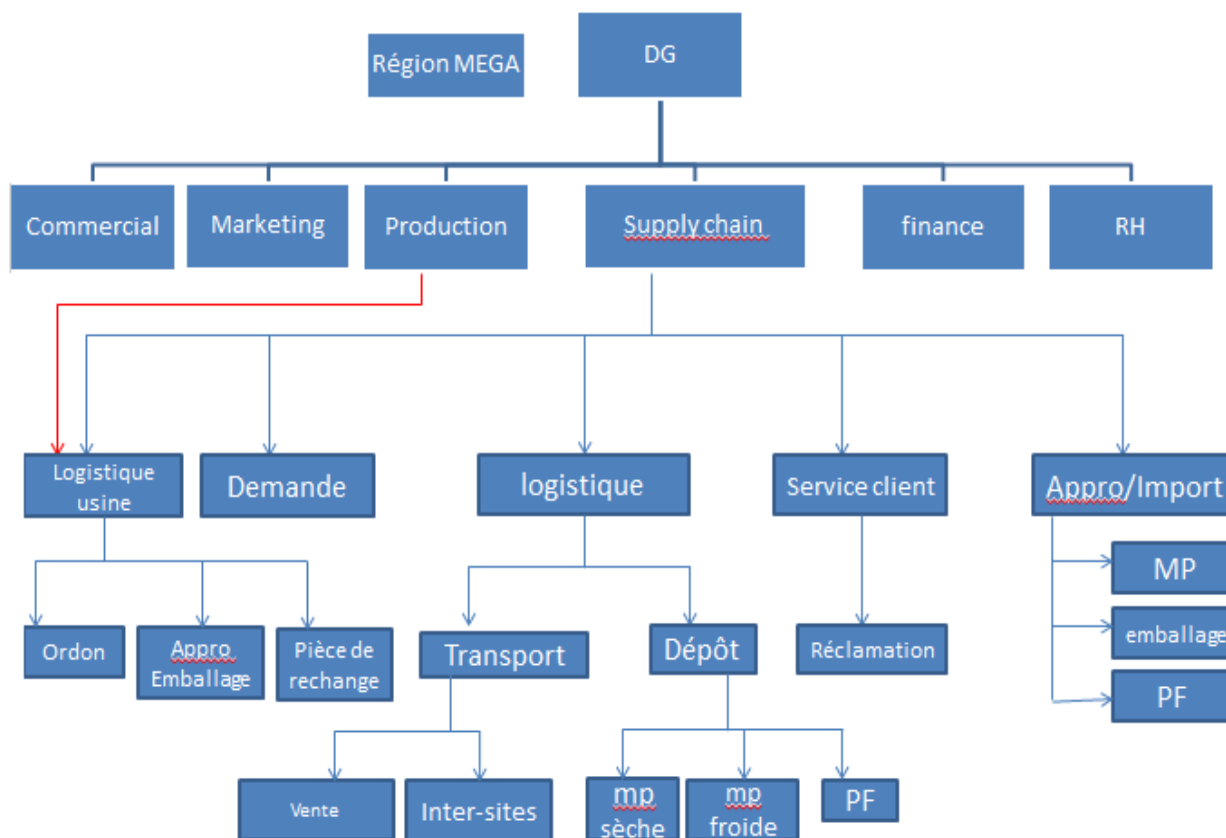 Région MEGA
DG
Commercial
Marketing
Production
Supply chain
finance
RH
Logistique
usine
Demande
logistique
Service client
Appro/Import
MP
emballage
PF
Ordon
Appro
Emballage
Pièce de
rechange
Transport
Dépôt
Réclamation
Vente
Inter-sites
mp
sèche
mp
froide
PF